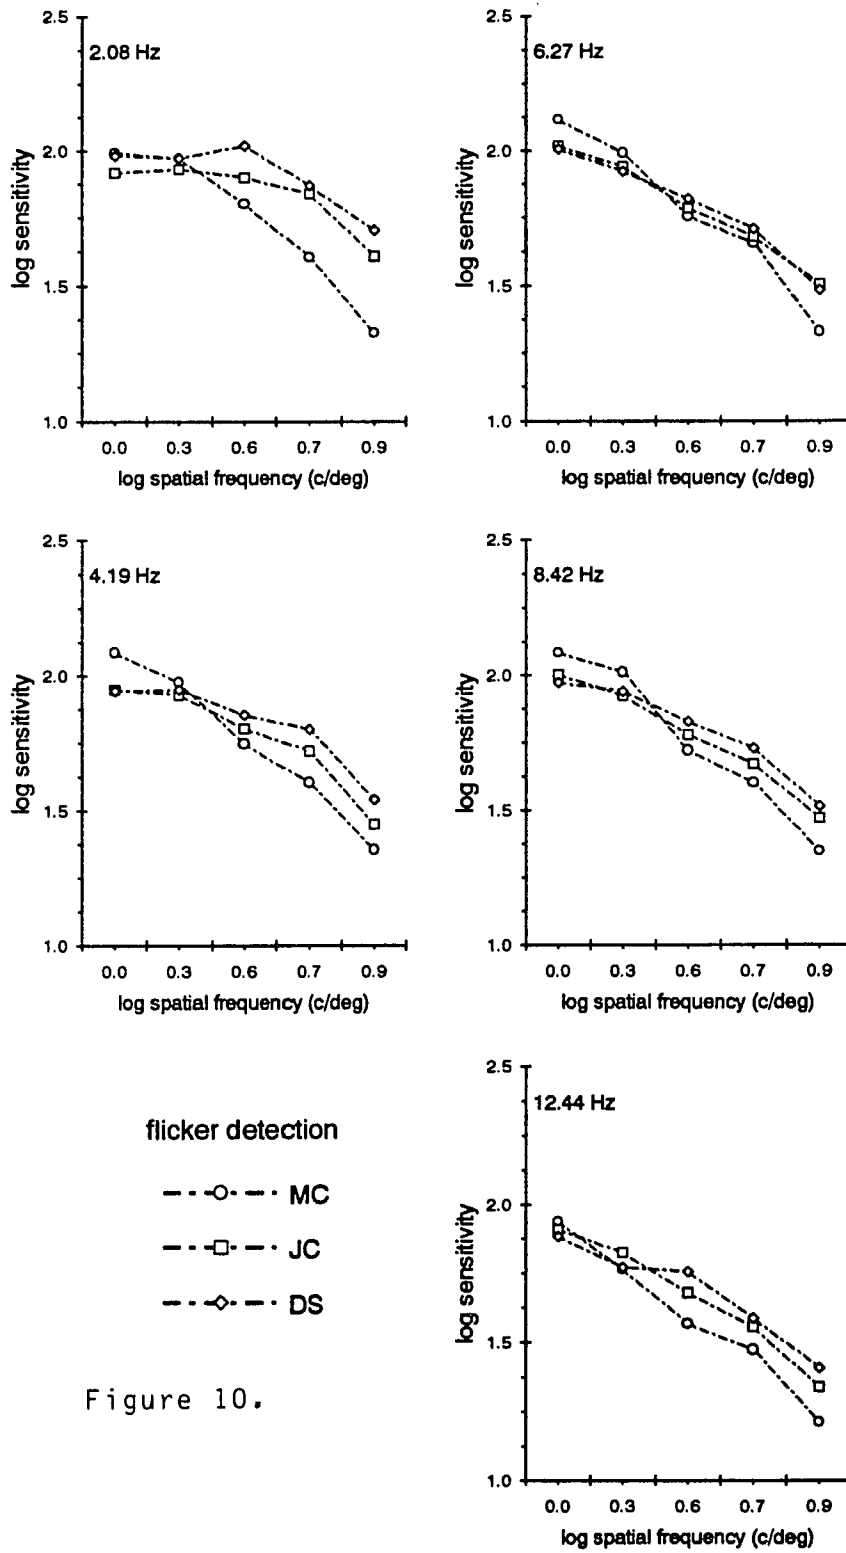 2.08 Hz
log sensitivity
2.5
2.0
1.5
1.0
0.0 0.3 0.6 0.7 0.9
log spatial frequency (c/deg)
6.27 Hz
log sensitivity
2.5
2.0
1.5
1.0
0.0 0.3 0.6 0.7 0.9
log spatial frequency (c/deg)
4.19 Hz
log sensitivity
2.5
2.0
1.5
1.0
0.0 0.3 0.6 0.7 0.9
log spatial frequency (c/deg)
8.42 Hz
log sensitivity
2.5
2.0
1.5
1.0
0.0 0.3 0.6 0.7 0.9
log spatial frequency (c/deg)
flicker detection
MC
JC
DS
Figure 10.
12.44 Hz
log sensitivity
2.5
2.0
1.5
1.0
0.0 0.3 0.6 0.7 0.9
log spatial frequency (c/deg)